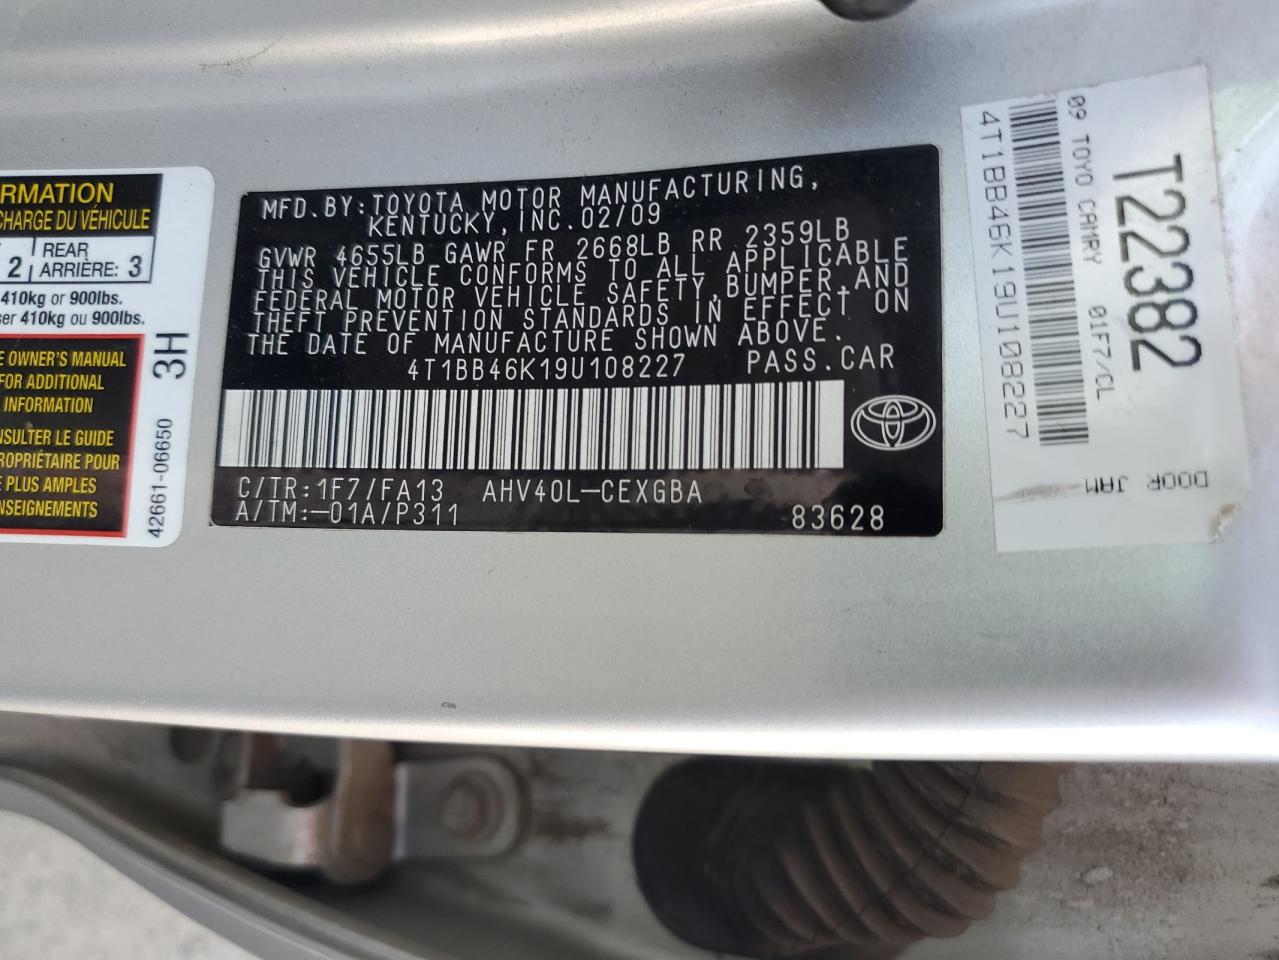 RMATION
CHARGE DU VÉHICULE
2 REAR ARRIÈRE: 3
410kg or 900lbs.
ser 410kg ou 900lbs.
E OWNER'S MANUAL
FOR ADDITIONAL
INFORMATION
NSULTER LE GUIDE
ROPRIÉTAIRE POUR
E PLUS AMPLES
NSEIGNEMENTS
3H
42661-06650
MFD. BY: TOYOTA MOTOR MANUFACTURING,
KENTUCKY, INC. 02/09
GVWR 4655LB GAWR FR 2668LB RR 2359LB
THIS VEHICLE CONFORMS TO ALL APPLICABLE
FEDERAL MOTOR VEHICLE SAFETY, BUMPER, AND
THEFT PREVENTION STANDARDS IN EFFECT ON
THE DATE OF MANUFACTURE SHOWN ABOVE.
4T1BB46K19U108227 PASS. CAR
C/TR: 1F7/FA13 AHV40L-CEXGBA
A/TM:-01A/P311 83628
T22382
09 TOYO CAMRY 01F7/CL
4T1BB46K19U108227
DOOR JAM